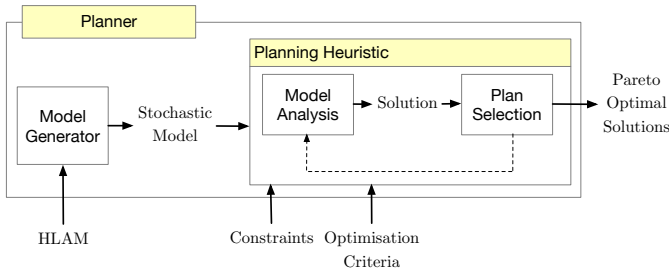 Planner
Planning Heuristic
Model
Generator
Stochastic
Model
Model
Analysis
Solution
Plan
Selection
Pareto
Optimal
Solutions
HLAM
Constraints
Optimisation
Criteria